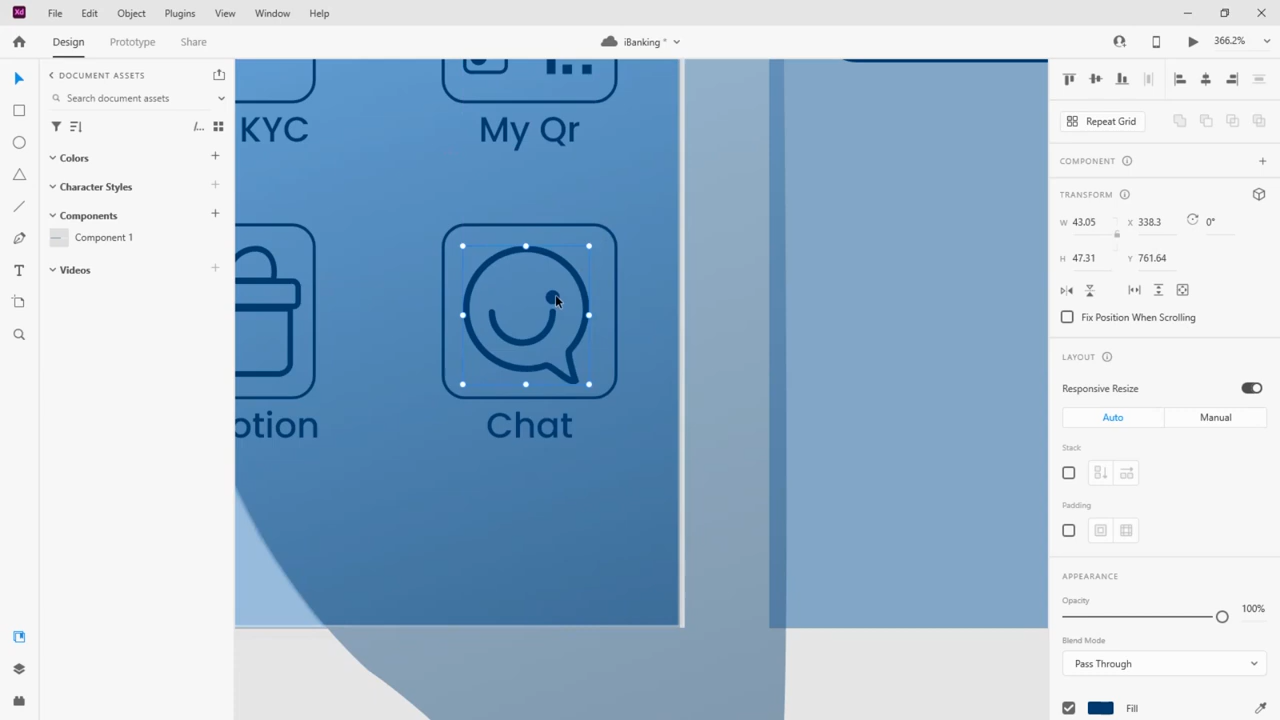 Xd File Edit Object Plugins View Window Help
Design Prototype Share
iBanking *
366.2%
DOCUMENT ASSETS
Search document assets
/...
Colors
Character Styles
Components
Component 1
Videos
T
KYC
My Qr
otion
Chat
Repeat Grid
COMPONENT
TRANSFORM
W 43.05 X 338.3 0°
H 47.31 Y 761.64
Fix Position When Scrolling
LAYOUT
Responsive Resize
Auto Manual
Stack
Padding
APPEARANCE
Opacity
100%
Blend Mode
Pass Through
Fill